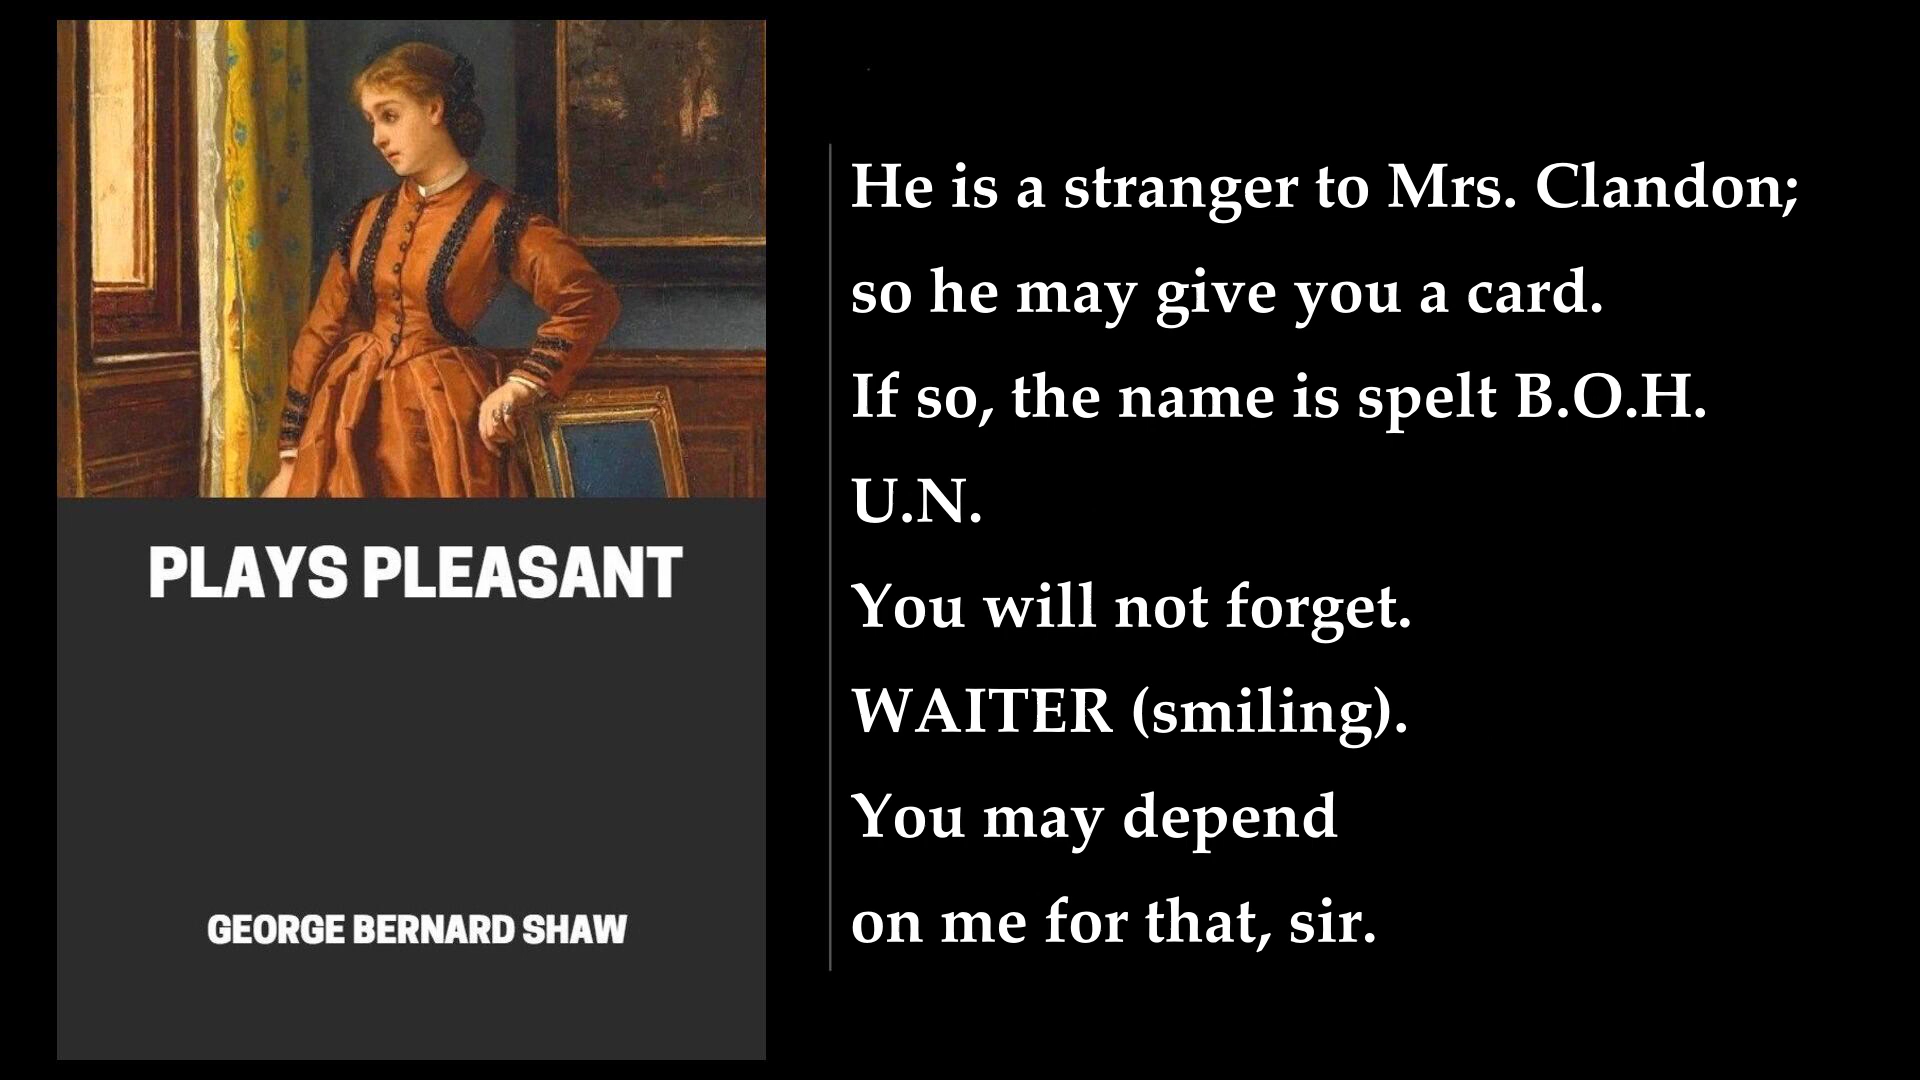 PLAYS PLEASANT
GEORGE BERNARD SHAW
He is a stranger to Mrs. Clandon;
so he may give you a card.
If so, the name is spelt B.O.H.
U.N.
You will not forget.
WAITER (smiling).
You may depend
on me for that, sir.